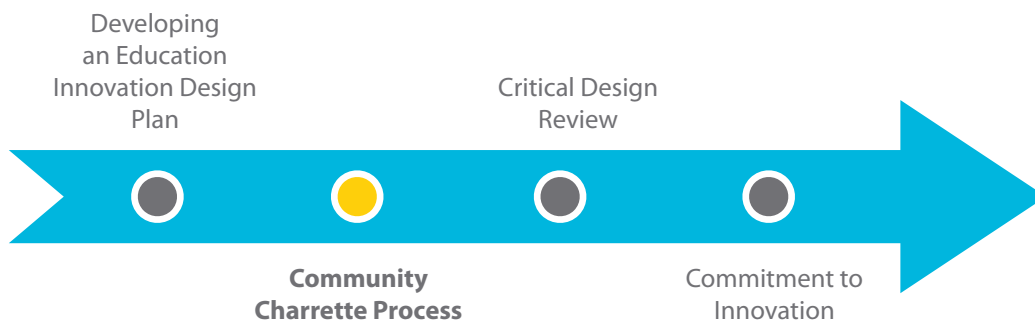 Developing
an Education
Innovation Design
Plan
Critical Design
Review
Community
Charrette Process
Commitment to
Innovation